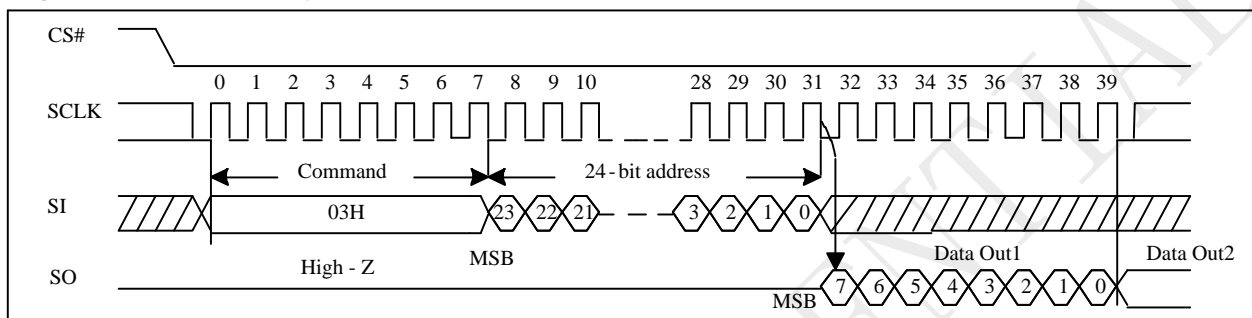 CS#
0 1 2 3 4 5 6 7 8 9 10 28 29 30 31 32 33 34 35 36 37 38 39
SCLK
Command 24-bit address
SI 03H 23 22 21 3 2 1 0
High - Z MSB Data Out1 Data Out2
SO MSB 7 6 5 4 3 2 1 0